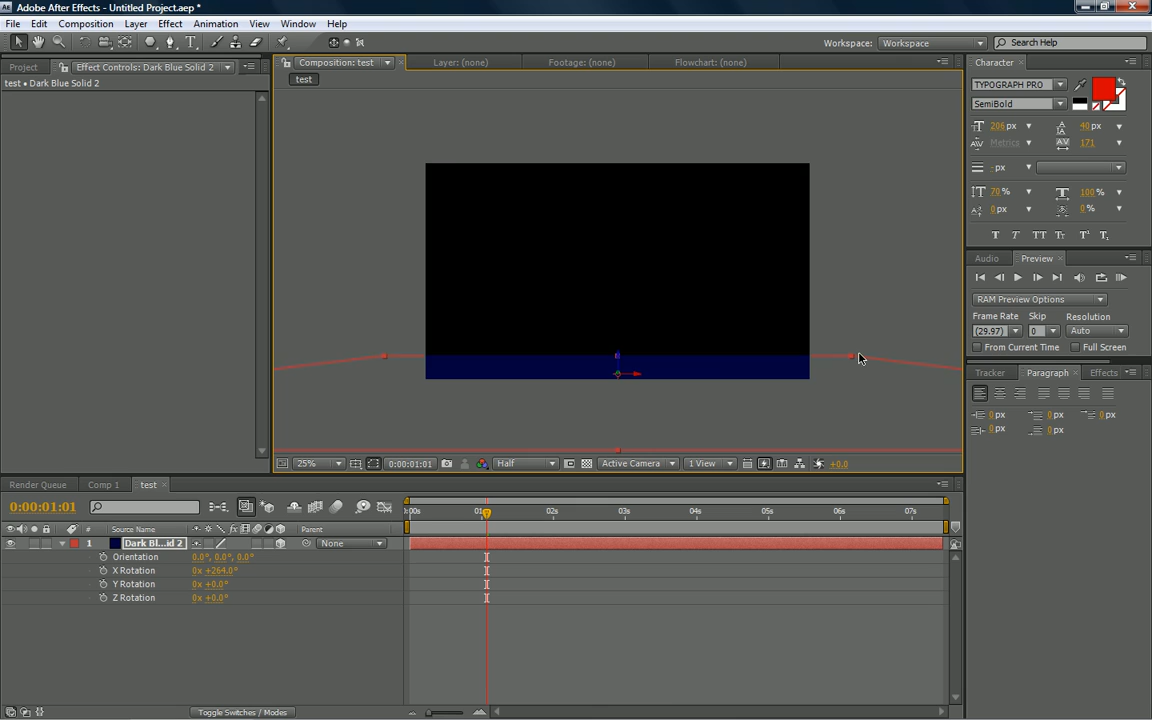 Adobe After Effects - Untitled Project.aep *
File Edit Composition Layer Effect Animation View Window Help
Workspace: Workspace Search Help
Project Effect Controls: Dark Blue Solid 2
test • Dark Blue Solid 2
Composition: test Layer: (none) Footage: (none) Flowchart: (none)
test
Character
TYPOGRAPH PRO
SemiBold
206 px 40 px
Metrics 171
- px
70 % 100 %
0 px 0 %
T T TT Tr T¹ T₁
Audio Preview
RAM Preview Options
Frame Rate Skip Resolution
(29.97) 0 Auto
From Current Time Full Screen
Tracker Paragraph Effects
0 px 0 px 0 px
0 px 0 px
25% 0:00:01:01 Half Active Camera 1 View +0.0
Render Queue Comp 1 test
0:00:01:01
:00s 01s 02s 03s 04s 05s 06s 07s
# Source Name Parent
1 Dark Bl...id 2 None
Orientation 0.0°, 0.0°, 0.0°
X Rotation 0x +264.0°
Y Rotation 0x +0.0°
Z Rotation 0x +0.0°
Toggle Switches / Modes